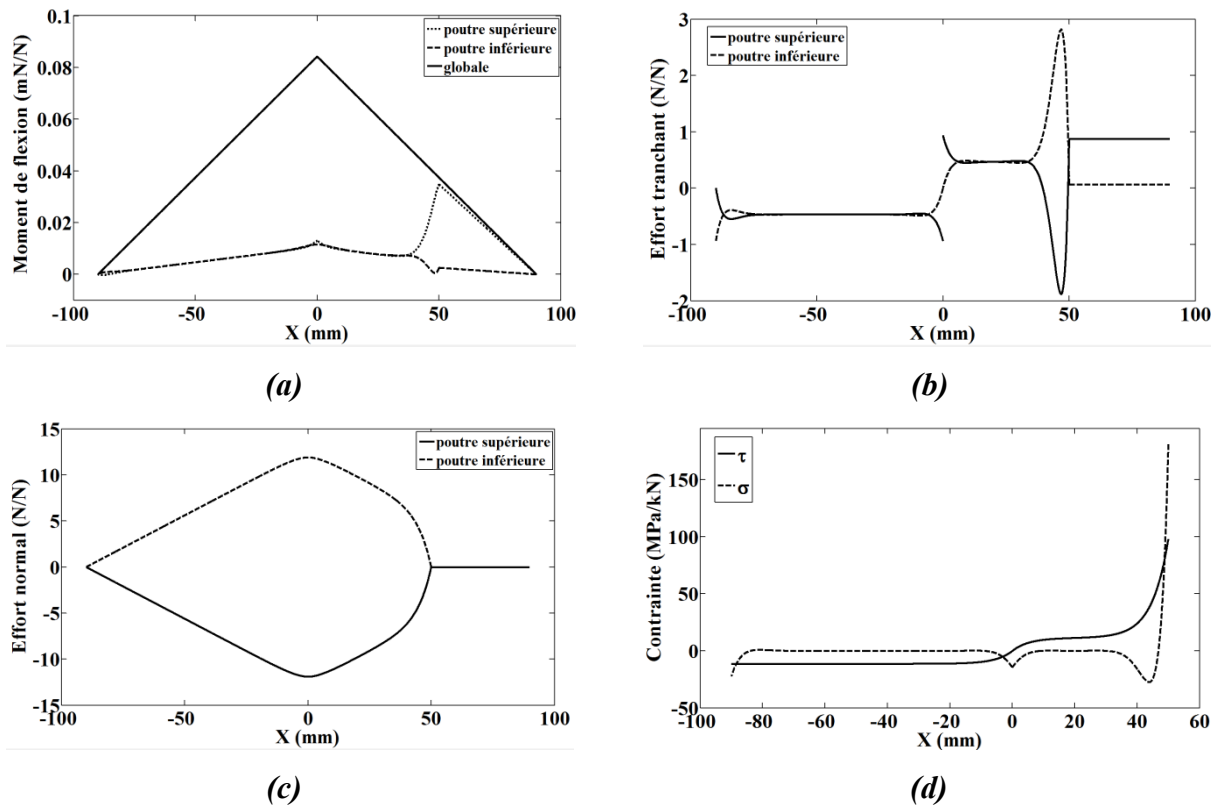 0.1
0.08
0.06
0.04
0.02
0
-100
-50
0
50
100
Moment de flexion (mN/N)
X (mm)
poutre supérieure
poutre inférieure
globale
(a)
3
2
1
0
-1
-2
-100
-50
0
50
100
Effort tranchant (N/N)
X (mm)
poutre supérieure
poutre inférieure
(b)
15
10
5
0
-5
-10
-15
-100
-50
0
50
100
Effort normal (N/N)
X (mm)
poutre supérieure
poutre inférieure
(c)
150
100
50
0
-50
-100
-80
-60
-40
-20
0
20
40
60
Contrainte (MPa/kN)
X (mm)
τ
σ
(d)